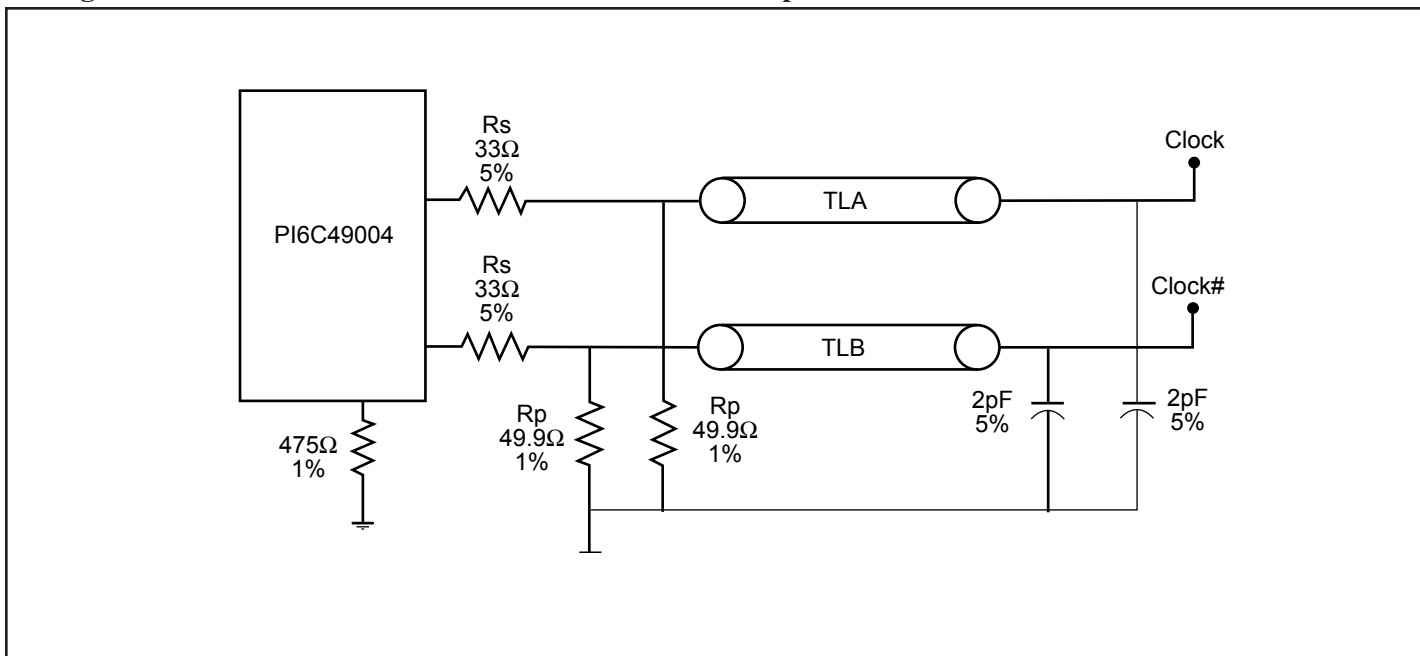 Rs
33Ω
5%
Clock
TLA
PI6C49004
Rs
33Ω
5%
Clock#
TLB
475Ω
1%
Rp
49.9Ω
1%
Rp
49.9Ω
1%
2pF
5%
2pF
5%